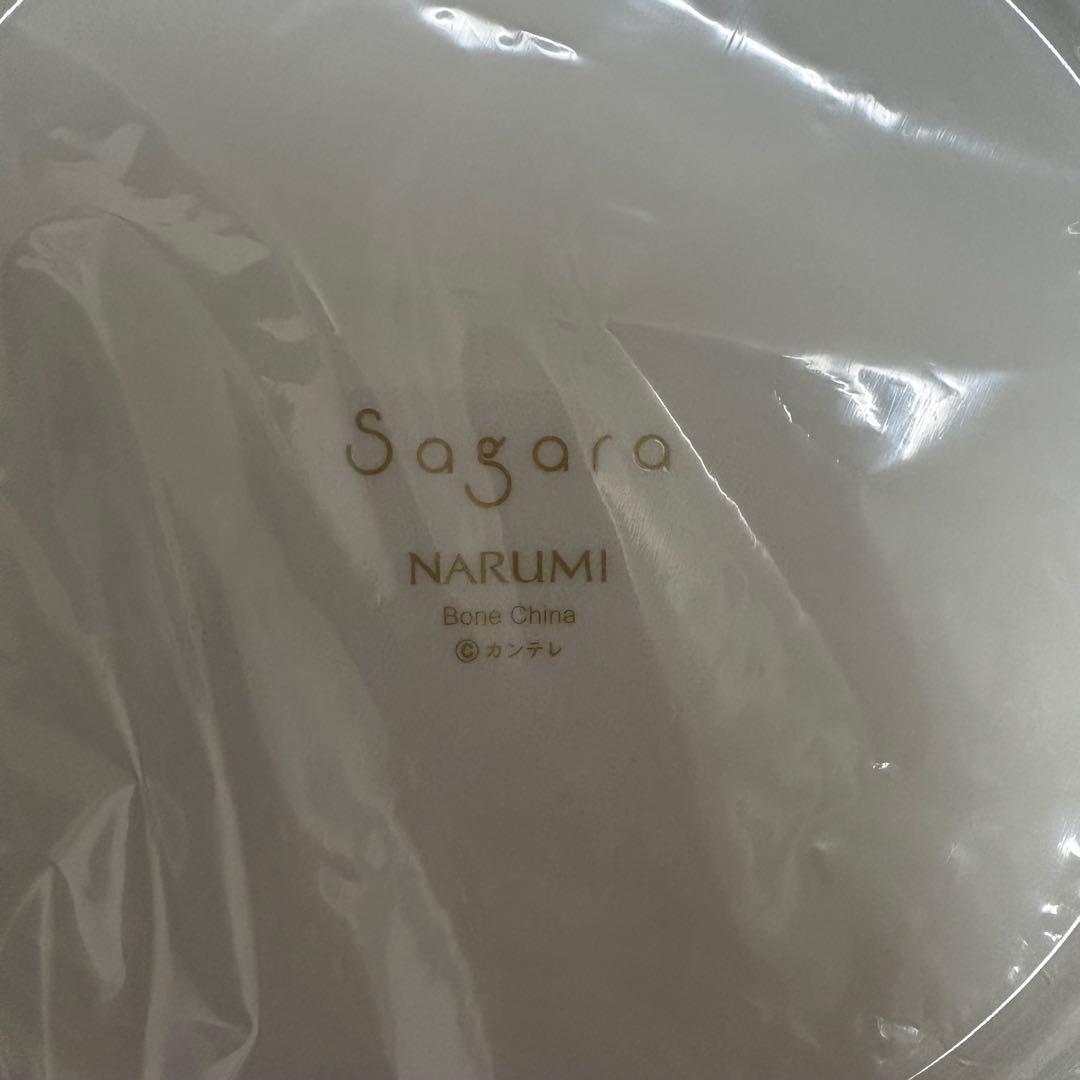 Sagara
NARUMI
Bone China
©カンテレ